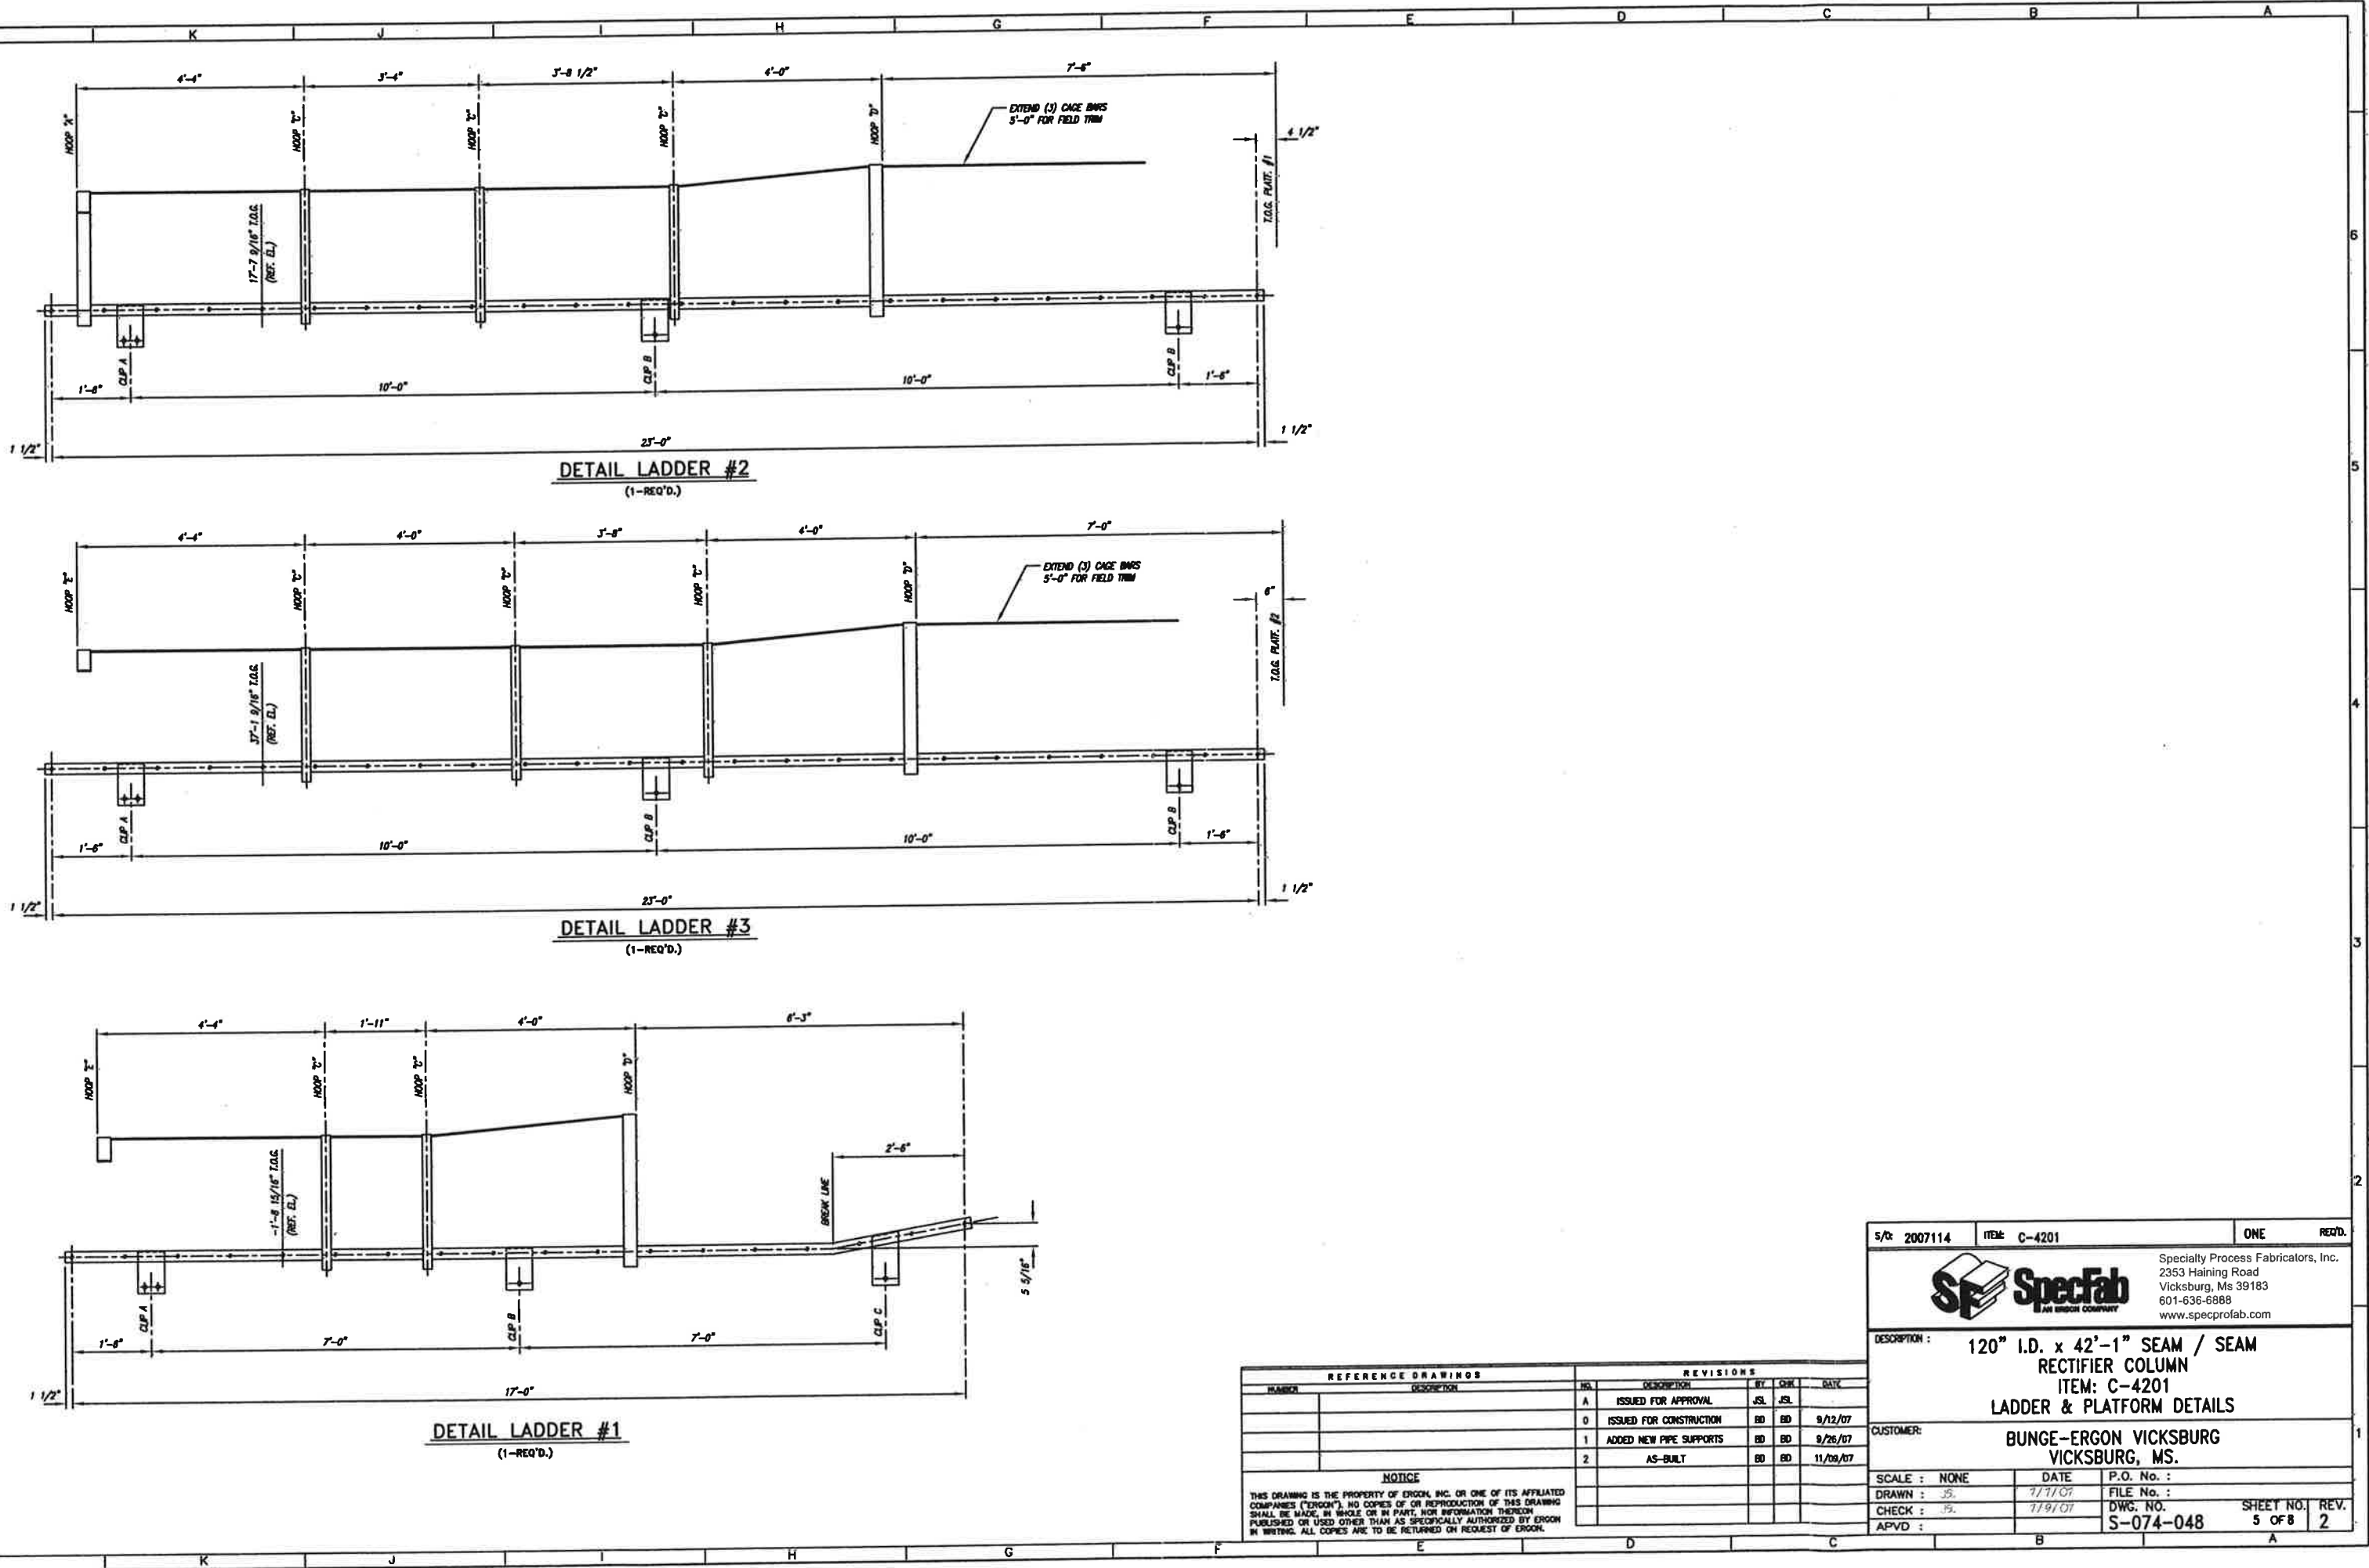 K J I H G F E D C B A
4'-4" 3'-4" 3'-8 1/2" 4'-0" 7'-6"
HOOP "A" HOOP "C" HOOP "C" HOOP "C" HOOP "D"
EXTEND (3) CAGE BARS
5'-0" FOR FIELD TRIM
4 1/2"
T.O.G. PLATF. #1
17'-7 9/16" T.O.G.
(REF. EL.)
CLIP A CLIP B CLIP B
1'-6" 10'-0" 10'-0" 1'-6"
1 1/2" 23'-0" 1 1/2"
DETAIL LADDER #2
(1-REQ'D.)
4'-4" 4'-0" 3'-8" 4'-0" 7'-0"
HOOP "E" HOOP "C" HOOP "C" HOOP "C" HOOP "D"
EXTEND (3) CAGE BARS
5'-0" FOR FIELD TRIM
6"
T.O.G. PLATF. #2
37'-1 9/16" T.O.G.
(REF. EL.)
CLIP A CLIP B CLIP B
1'-6" 10'-0" 10'-0" 1'-6"
1 1/2" 23'-0" 1 1/2"
DETAIL LADDER #3
(1-REQ'D.)
4'-4" 1'-11" 4'-0" 6'-3"
HOOP "E" HOOP "C" HOOP "C" HOOP "D"
2'-6"
BREAK LINE
-1'-8 15/16" T.O.G.
(REF. EL.)
5 5/16"
CLIP A CLIP B CLIP C
1'-6" 7'-0" 7'-0"
1 1/2" 17'-0"
DETAIL LADDER #1
(1-REQ'D.)
6
5
4
3
2
1
REFERENCE DRAWINGS
NUMBER DESCRIPTION
REVISIONS
NO. DESCRIPTION BY CHK DATE
A ISSUED FOR APPROVAL JSL JSL
0 ISSUED FOR CONSTRUCTION BD BD 9/12/07
1 ADDED NEW PIPE SUPPORTS BD BD 9/26/07
2 AS-BUILT BD BD 11/09/07
NOTICE
THIS DRAWING IS THE PROPERTY OF ERGON, INC. OR ONE OF ITS AFFILIATED
COMPANIES ("ERGON"). NO COPIES OF OR REPRODUCTION OF THIS DRAWING
SHALL BE MADE, IN WHOLE OR IN PART, NOR INFORMATION THEREON
PUBLISHED OR USED OTHER THAN AS SPECIFICALLY AUTHORIZED BY ERGON
IN WRITING. ALL COPIES ARE TO BE RETURNED ON REQUEST OF ERGON.
S/O: 2007114 ITEM: C-4201 ONE REQ'D.
SF SpecFab
AN ERGON COMPANY
Specialty Process Fabricators, Inc.
2353 Haining Road
Vicksburg, Ms 39183
601-636-6888
www.specprofab.com
DESCRIPTION :
120" I.D. x 42'-1" SEAM / SEAM
RECTIFIER COLUMN
ITEM: C-4201
LADDER & PLATFORM DETAILS
CUSTOMER:
BUNGE-ERGON VICKSBURG
VICKSBURG, MS.
SCALE : NONE DATE P.O. No. :
DRAWN : JS. 7/7/07 FILE No. :
CHECK : JS. 7/9/07 DWG. NO. SHEET NO. REV.
APVD : S-074-048 5 OF 8 2
K J I H G F E D C B A